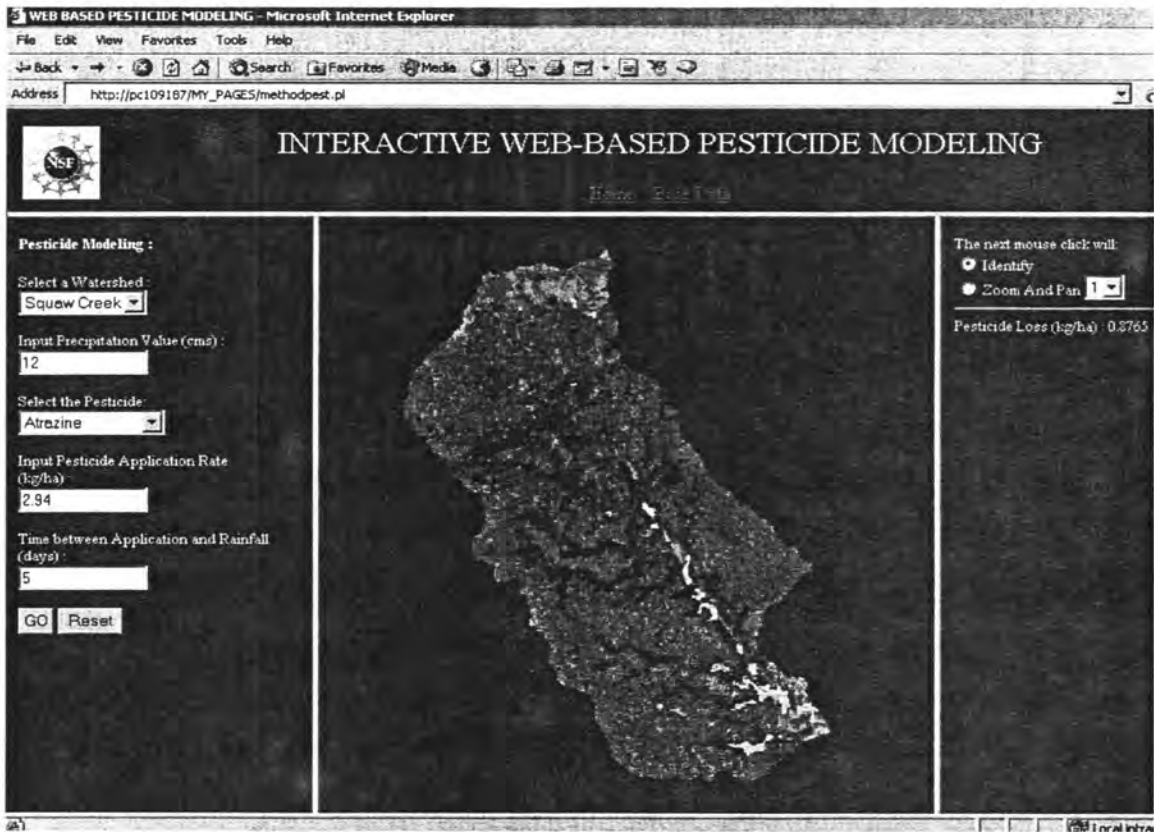 WEB BASED PESTICIDE MODELING - Microsoft Internet Explorer
File Edit View Favorites Tools Help
Back Search Favorites Media
Address http://pc109187/MY_PAGES/methodpest.pl
NSF
INTERACTIVE WEB-BASED PESTICIDE MODELING
Home
Pesticide Modeling :
Select a Watershed :
Squaw Creek
Input Precipitation Value (cms) :
12
Select the Pesticide:
Atrazine
Input Pesticide Application Rate
(kg/ha) :
2.94
Time between Application and Rainfall
(days) :
5
GO Reset
The next mouse click will:
Identify
Zoom And Pan 1
Pesticide Loss (kg/ha) : 0.8765
Local intra